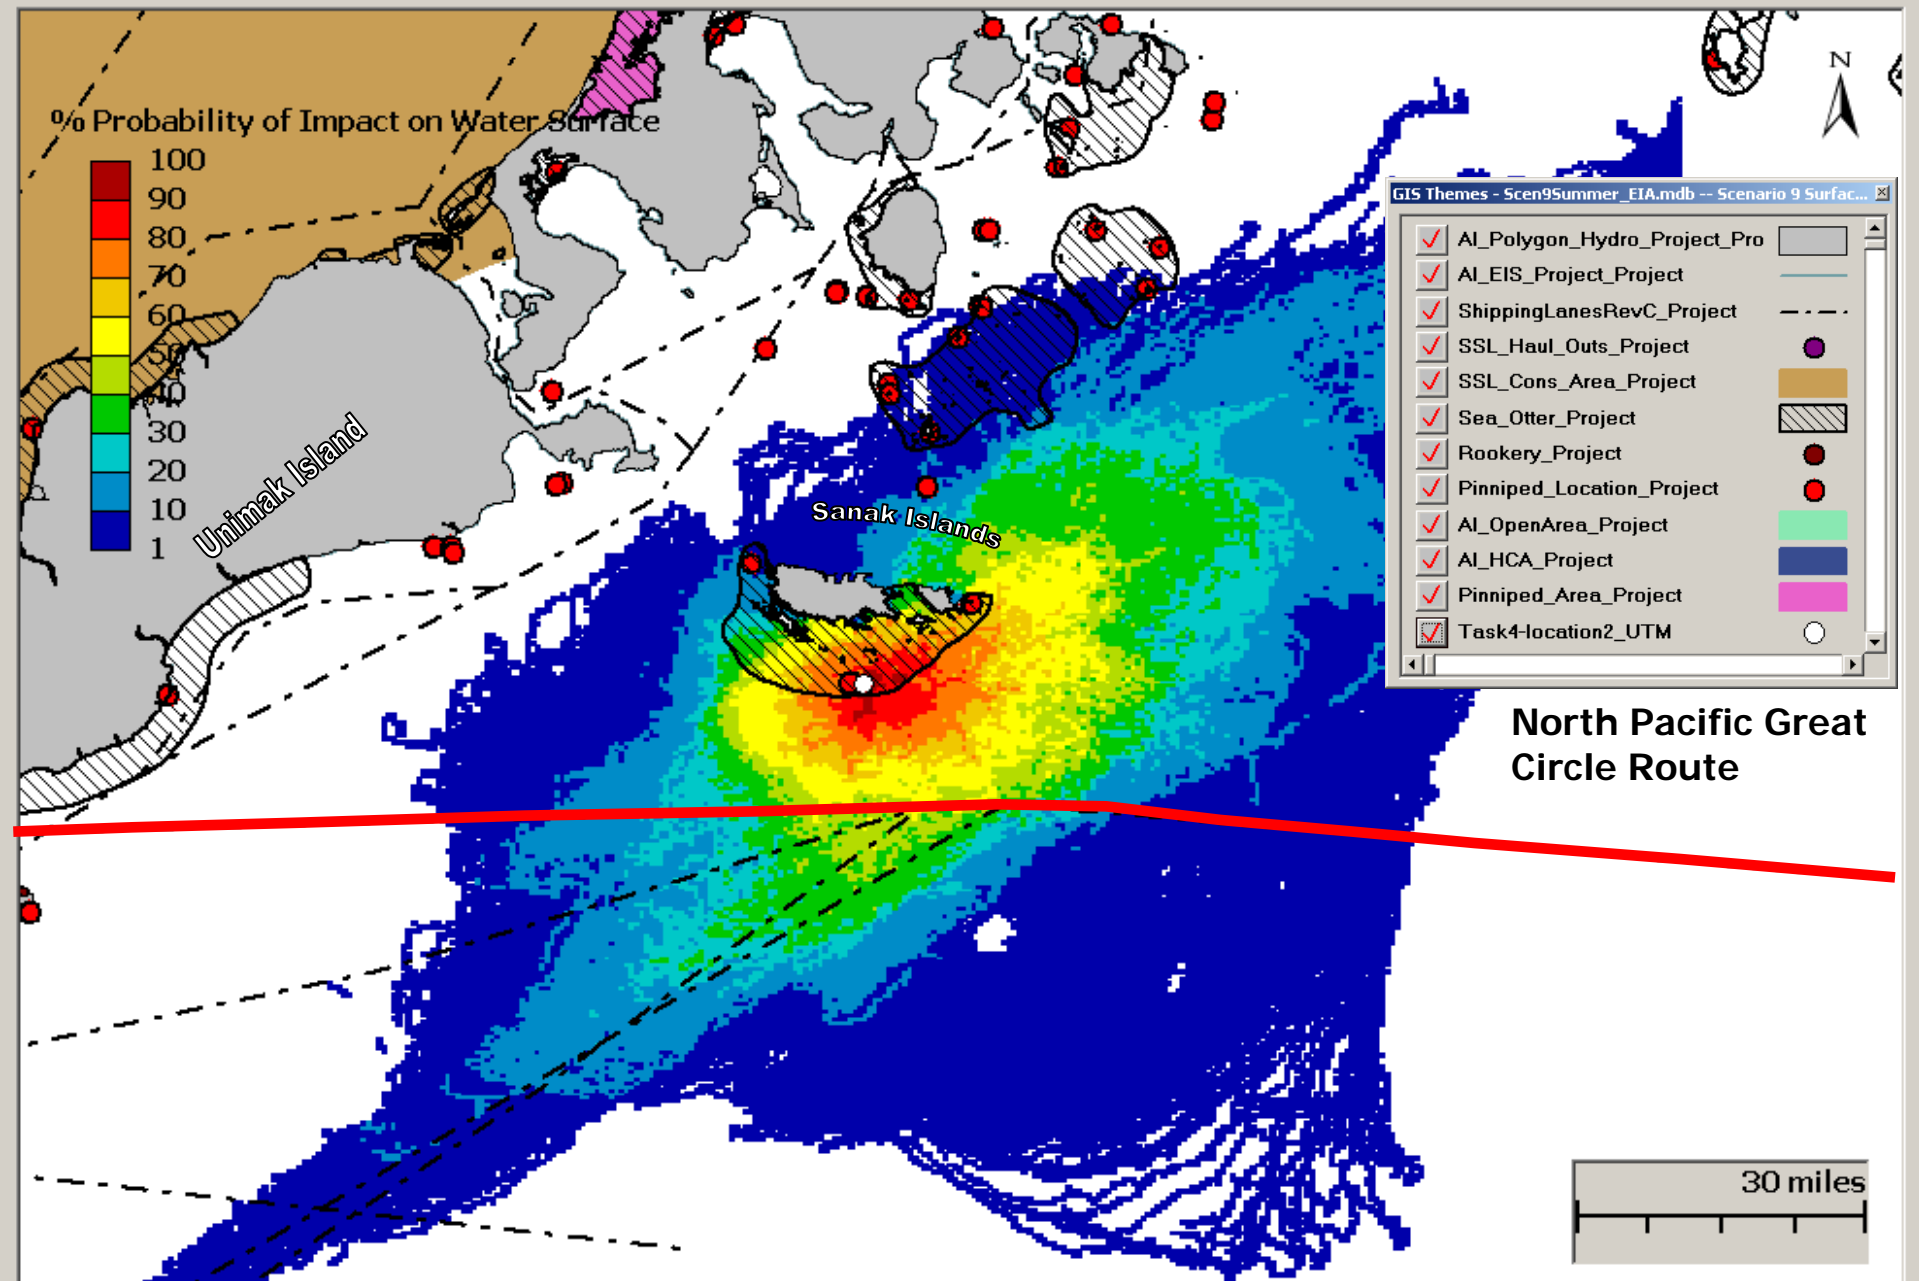 % Probability of Impact on Water Surface
100
90
80
70
60
50
40
30
20
10
1
Unimak Island
Sanak Islands
N
GIS Themes - Scen9Summer_EIA.mdb -- Scenario 9 Surfac...
AI_Polygon_Hydro_Project_Pro
AI_EIS_Project_Project
ShippingLanesRevC_Project
SSL_Haul_Outs_Project
SSL_Cons_Area_Project
Sea_Otter_Project
Rookery_Project
Pinniped_Location_Project
AI_OpenArea_Project
AI_HCA_Project
Pinniped_Area_Project
Task4-location2_UTM
North Pacific Great
Circle Route
30 miles